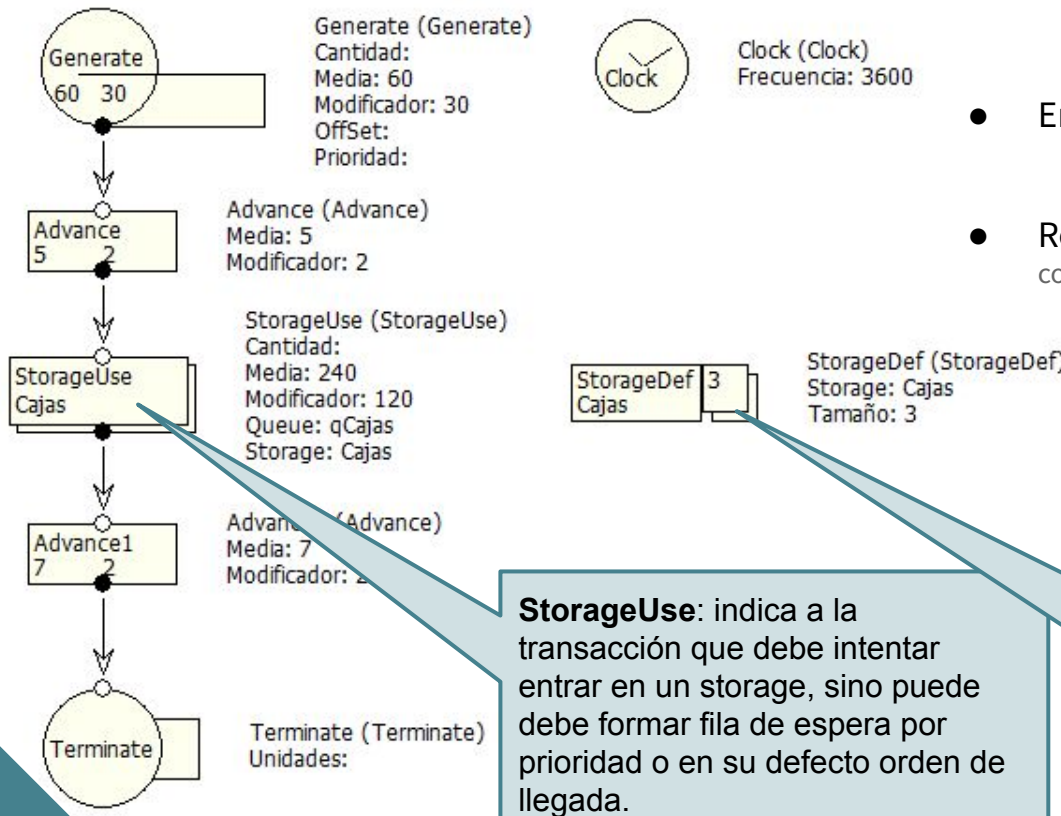 Generate
60 30
Generate (Generate)
Cantidad:
Media: 60
Modificador: 30
OffSet:
Prioridad:
Clock
Clock (Clock)
Frecuencia: 3600
Advance
5 2
Advance (Advance)
Media: 5
Modificador: 2
StorageUse
Cajas
StorageUse (StorageUse)
Cantidad:
Media: 240
Modificador: 120
Queue: qCajas
Storage: Cajas
StorageDef 3
Cajas
StorageDef (StorageDef)
Storage: Cajas
Tamaño: 3
Advance1
7 2
(Advance)
Media: 7
Modificador:
StorageUse: indica a la
transacción que debe intentar
entrar en un storage, sino puede
debe formar fila de espera por
prioridad o en su defecto orden de
llegada.
Terminate
Terminate (Terminate)
Unidades: